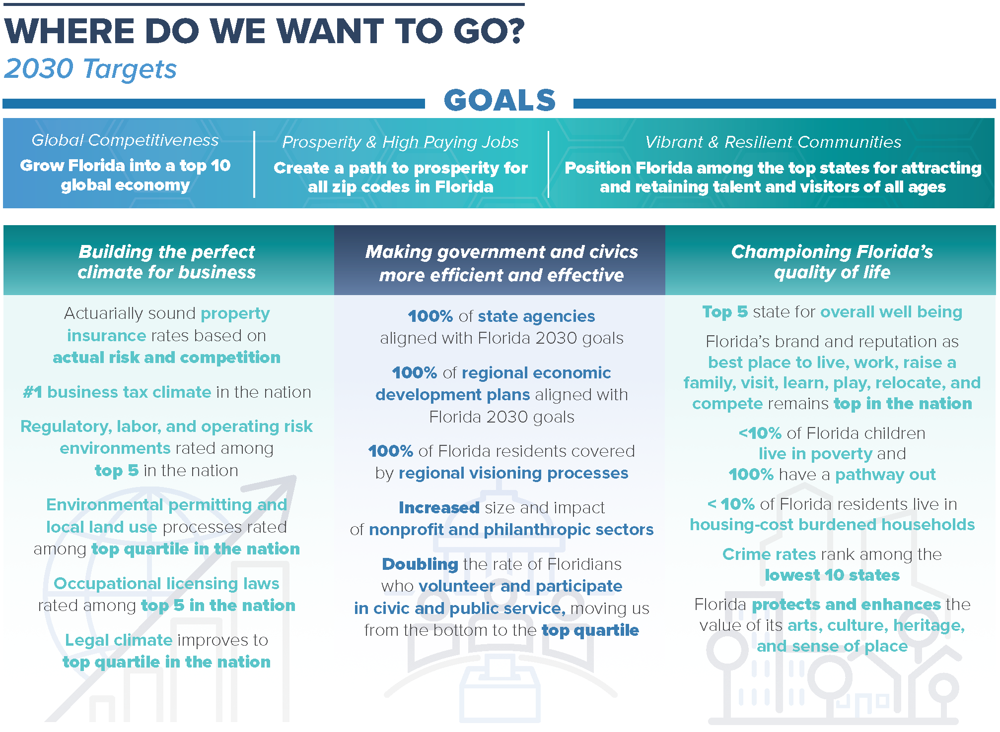 WHERE DO WE WANT TO GO?
2030 Targets
GOALS
Global Competitiveness
Grow Florida into a top 10
global economy
Prosperity & High Paying Jobs
Create a path to prosperity for
all zip codes in Florida
Vibrant & Resilient Communities
Position Florida among the top states for attracting
and retaining talent and visitors of all ages
Building the perfect
climate for business
Actuarially sound property
insurance rates based on
actual risk and competition
#1 business tax climate in the nation
Regulatory, labor, and operating risk
environments rated among
top 5 in the nation
Environmental permitting and
local land use processes rated
among top quartile in the nation
Occupational licensing laws
rated among top 5 in the nation
Legal climate improves to
top quartile in the nation
Making government and civics
more efficient and effective
100% of state agencies
aligned with Florida 2030 goals
100% of regional economic
development plans aligned with
Florida 2030 goals
100% of Florida residents covered
by regional visioning processes
Increased size and impact
of nonprofit and philanthropic sectors
Doubling the rate of Floridians
who volunteer and participate
in civic and public service, moving us
from the bottom to the top quartile
Championing Florida's
quality of life
Top 5 state for overall well being
Florida's brand and reputation as
best place to live, work, raise a
family, visit, learn, play, relocate, and
compete remains top in the nation
<10% of Florida children
live in poverty and
100% have a pathway out
< 10% of Florida residents live in
housing-cost burdened households
Crime rates rank among the
lowest 10 states
Florida protects and enhances the
value of its arts, culture, heritage,
and sense of place